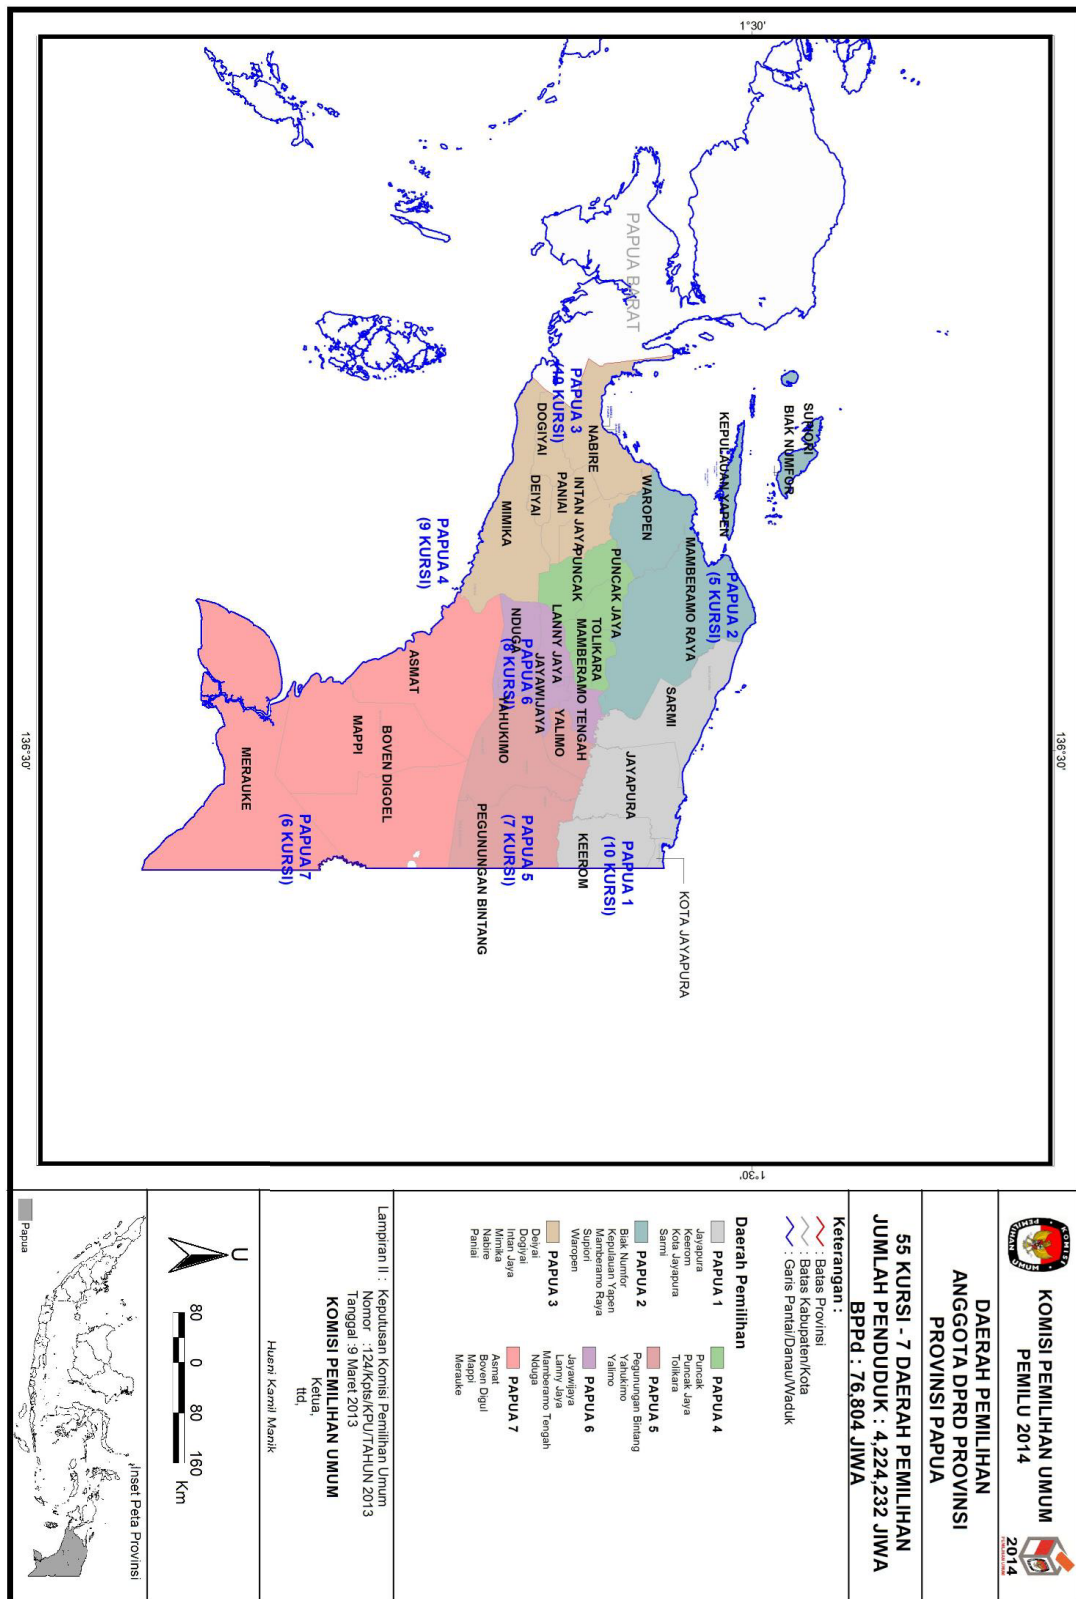 KOMISI PEMILIHAN UMUM
KOMISI PEMILIHAN UMUM
PEMILU 2014
2014
DAERAH PEMILIHAN
ANGGOTA DPRD PROVINSI
PROVINSI PAPUA
55 KURSI - 7 DAERAH PEMILIHAN
JUMLAH PENDUDUK : 4,224,232 JIWA
BPPd : 76,804 JIWA
Keterangan :
: Batas Provinsi
: Batas Kabupaten/Kota
: Garis Pantai/Danau/Waduk
Daerah Pemilihan
PAPUA 1
Jayapura
Keerom
Kota Jayapura
Sarmi
PAPUA 2
Biak Numfor
Kepulauan Yapen
Mamberamo Raya
Supiori
Waropen
PAPUA 3
Deiyai
Dogiyai
Intan Jaya
Mimika
Nabire
Paniai
PAPUA 4
Puncak
Puncak Jaya
Tolikara
PAPUA 5
Pegunungan Bintang
Yahukimo
Yalimo
PAPUA 6
Jayawijaya
Lanny Jaya
Mamberamo Tengah
Nduga
PAPUA 7
Asmat
Boven Digul
Mappi
Merauke
Lampiran II : Keputusan Komisi Pemilihan Umum
Nomor :124/Kpts/KPU/TAHUN 2013
Tanggal :9 Maret 2013
KOMISI PEMILIHAN UMUM
Ketua,
ttd,
Husni Kamil Manik
U
80 0 80 160
Km
Inset Peta Provinsi
Papua
136°30'
136°30'
1°30'
1°30'
PAPUA BARAT
SUPIORI
BIAK NUMFOR
KEPULAUAN YAPEN
PAPUA 2
(5 KURSI)
MAMBERAMO RAYA
WAROPEN
SARMI
KOTA JAYAPURA
PAPUA 1
(10 KURSI)
JAYAPURA
KEEROM
NABIRE
PAPUA 3
(10 KURSI)
DOGIYAI
INTAN JAYA
PANIAI
DEIYAI
MIMIKA
PUNCAK JAYA
PUNCAK
TOLIKARA
MAMBERAMO TENGAH
LANNY JAYA
YALIMO
JAYAWIJAYA
NDUGA
PAPUA 6
(8 KURSI)
YAHUKIMO
PAPUA 5
(7 KURSI)
PEGUNUNGAN BINTANG
PAPUA 4
(9 KURSI)
ASMAT
BOVEN DIGOEL
MAPPI
PAPUA 7
(6 KURSI)
MERAUKE